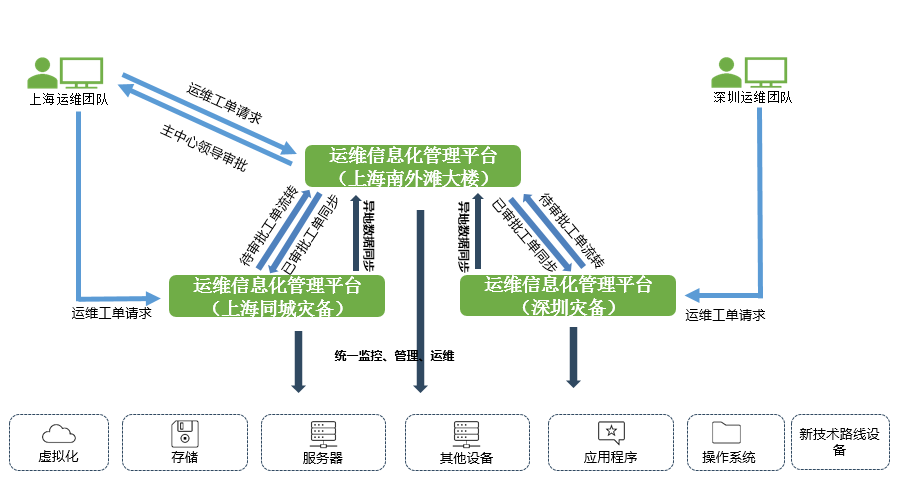 上海运维团队
深圳运维团队
运维工单请求
主中心领导审批
运维信息化管理平台
（上海南外滩大楼）
待审批工单流转
已审批工单同步
异地数据同步
异地数据同步
已审批工单同步
待审批工单流转
运维信息化管理平台
（上海同城灾备）
运维信息化管理平台
（深圳灾备）
运维工单请求
运维工单请求
统一监控、管理、运维
虚拟化
存储
服务器
其他设备
应用程序
操作系统
新技术路线设
备